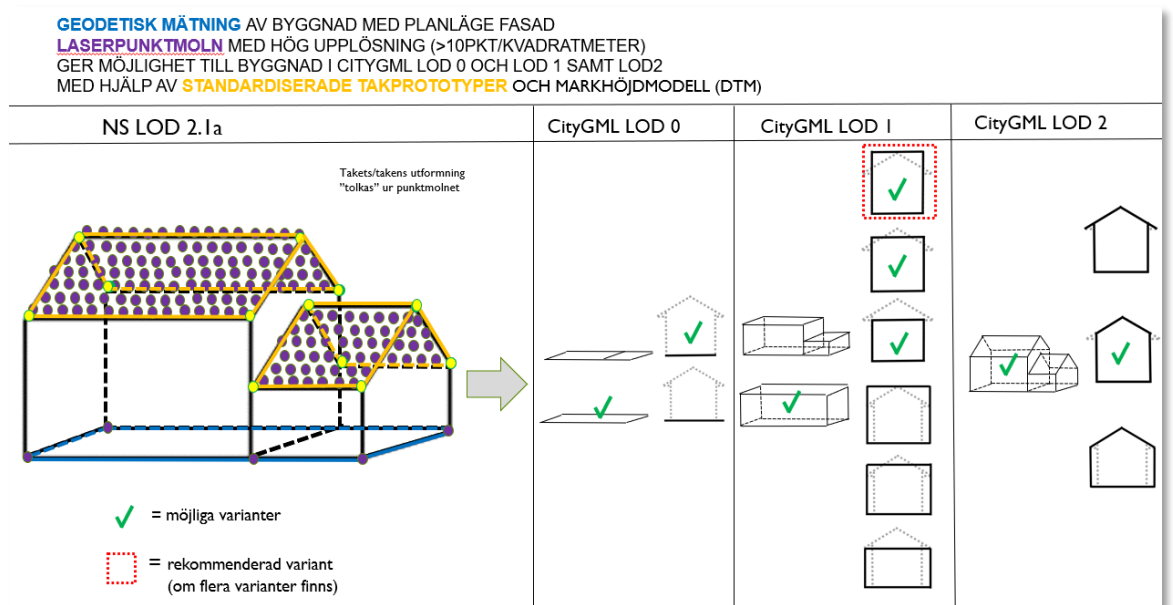 GEODETISK MÄTNING AV BYGGNAD MED PLANLÄGE FASAD
LASERPUNKTMOLN MED HÖG UPPLÖSNING (>10PKT/KVADRATMETER)
GER MÖJLIGHET TILL BYGGNAD I CITYGML LOD 0 OCH LOD 1 SAMT LOD2
MED HJÄLP AV STANDARDISERADE TAKPROTOTYPER OCH MARKHÖJDMODELL (DTM)
NS LOD 2.1a
CityGML LOD 0
CityGML LOD 1
CityGML LOD 2
Takets/takens utformning
”tolkas” ur punktmolnet
= möjliga varianter
= rekommenderad variant
(om flera varianter finns)